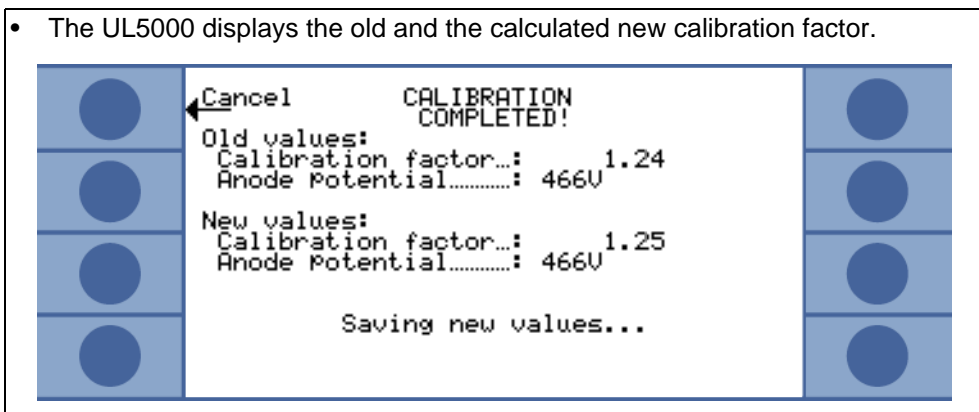 • The UL5000 displays the old and the calculated new calibration factor.
Cancel CALIBRATION
COMPLETED!
Old values:
Calibration factor…: 1.24
Anode Potential…………: 466V
New values:
Calibration factor…: 1.25
Anode Potential…………: 466V
Saving new values...